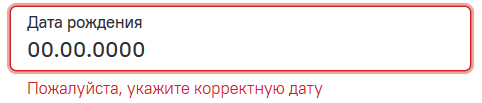 Дата рождения
00.00.0000
Пожалуйста, укажите корректную дату